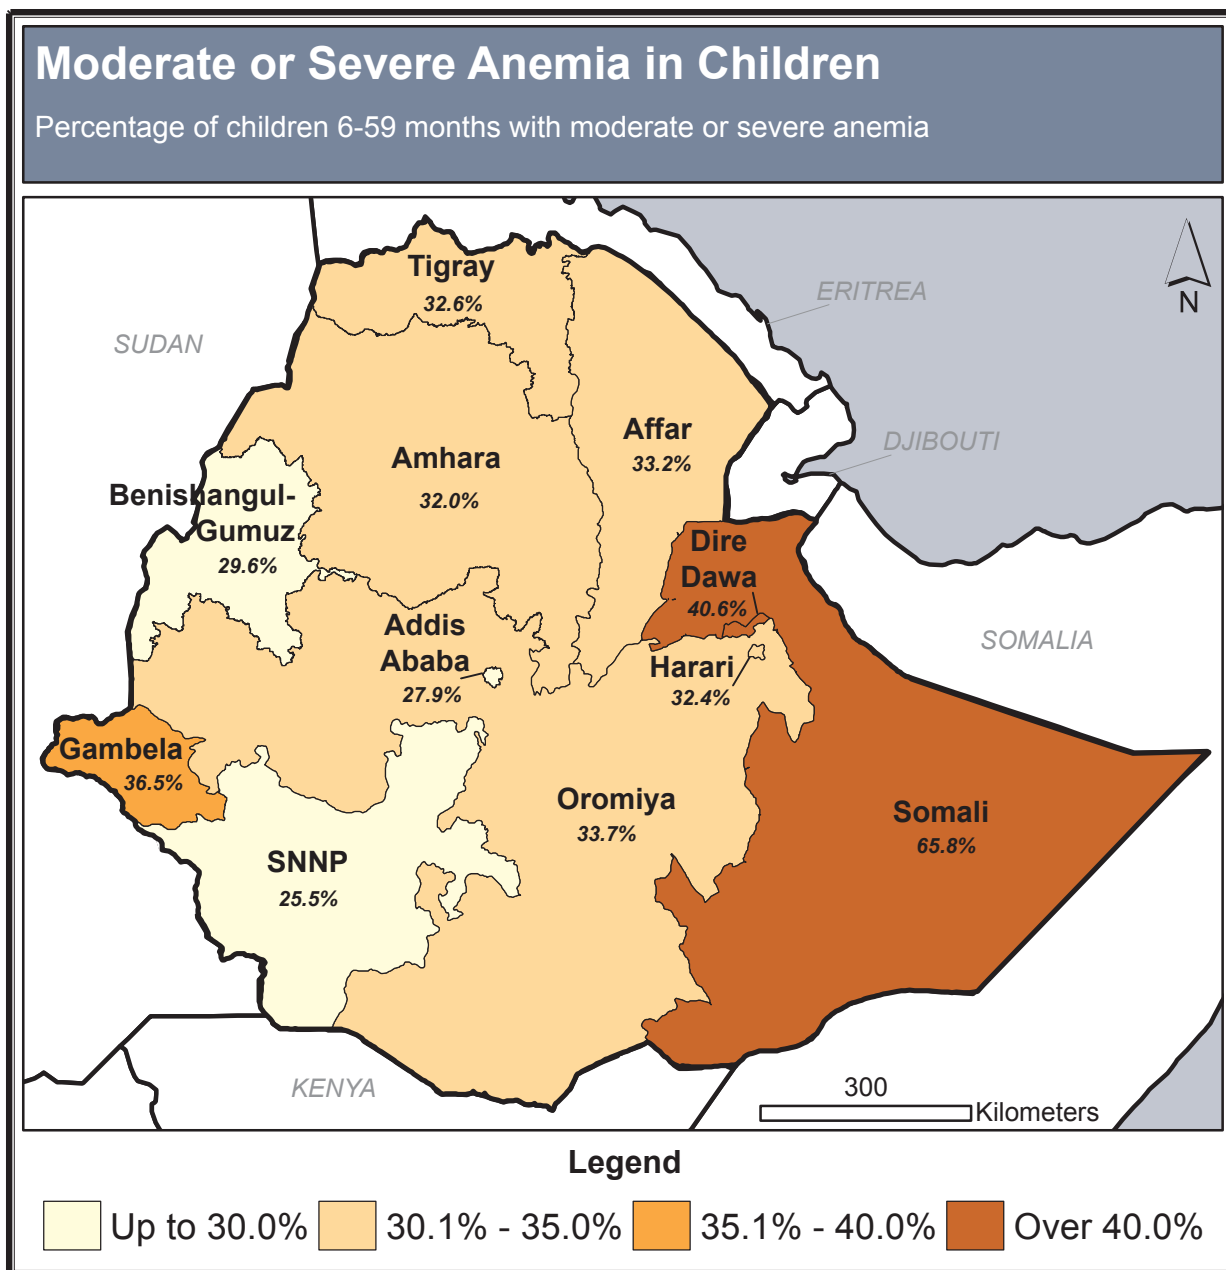 Moderate or Severe Anemia in Children
Percentage of children 6-59 months with moderate or severe anemia
N
SUDAN
ERITREA
DJIBOUTI
SOMALIA
KENYA
Tigray
32.6%
Affar
33.2%
Amhara
32.0%
Benishangul-
Gumuz
29.6%
Dire
Dawa
40.6%
Addis
Ababa
27.9%
Harari
32.4%
Gambela
36.5%
Oromiya
33.7%
Somali
65.8%
SNNP
25.5%
300
Kilometers
Legend
Up to 30.0%
30.1% - 35.0%
35.1% - 40.0%
Over 40.0%